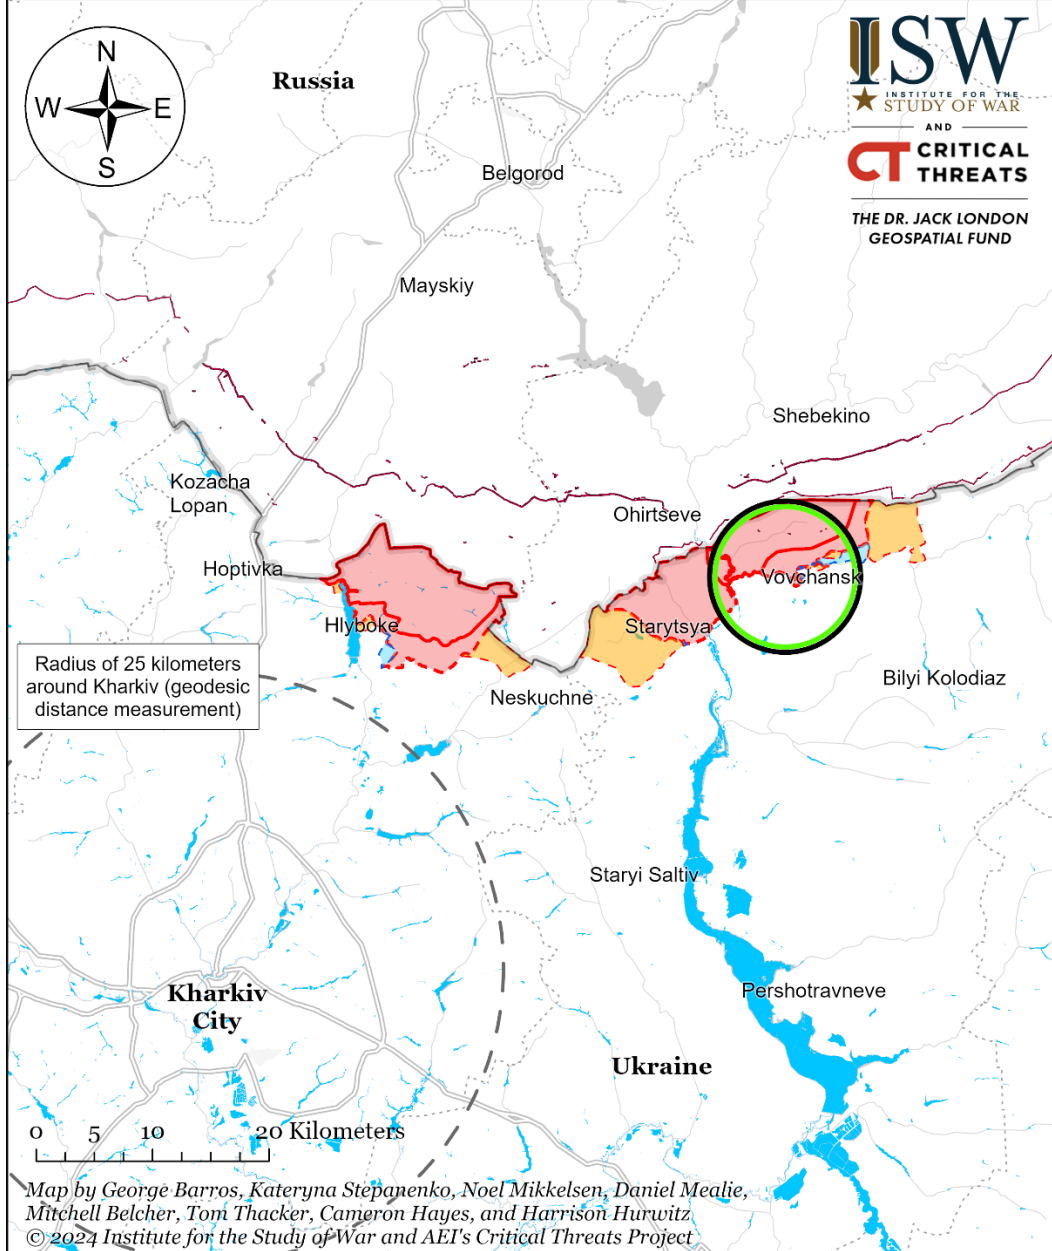 N
W
E
S
Russia
ISW
INSTITUTE FOR THE
STUDY OF WAR
AND
CT CRITICAL
THREATS
THE DR. JACK LONDON
GEOSPATIAL FUND
Belgorod
Mayskiy
Shebekino
Kozacha
Lopan
Ohirtseve
Hoptivka
Vovchansk
Hlyboke
Starytsya
Radius of 25 kilometers
around Kharkiv (geodesic
distance measurement)
Bilyi Kolodiaz
Neskuchne
Staryi Saltiv
Kharkiv
City
Pershotravneve
Ukraine
0 5 10 20 Kilometers
Map by George Barros, Kateryna Stepanenko, Noel Mikkelsen, Daniel Mealie,
Mitchell Belcher, Tom Thacker, Cameron Hayes, and Harrison Hurwitz
© 2024 Institute for the Study of War and AEI's Critical Threats Project